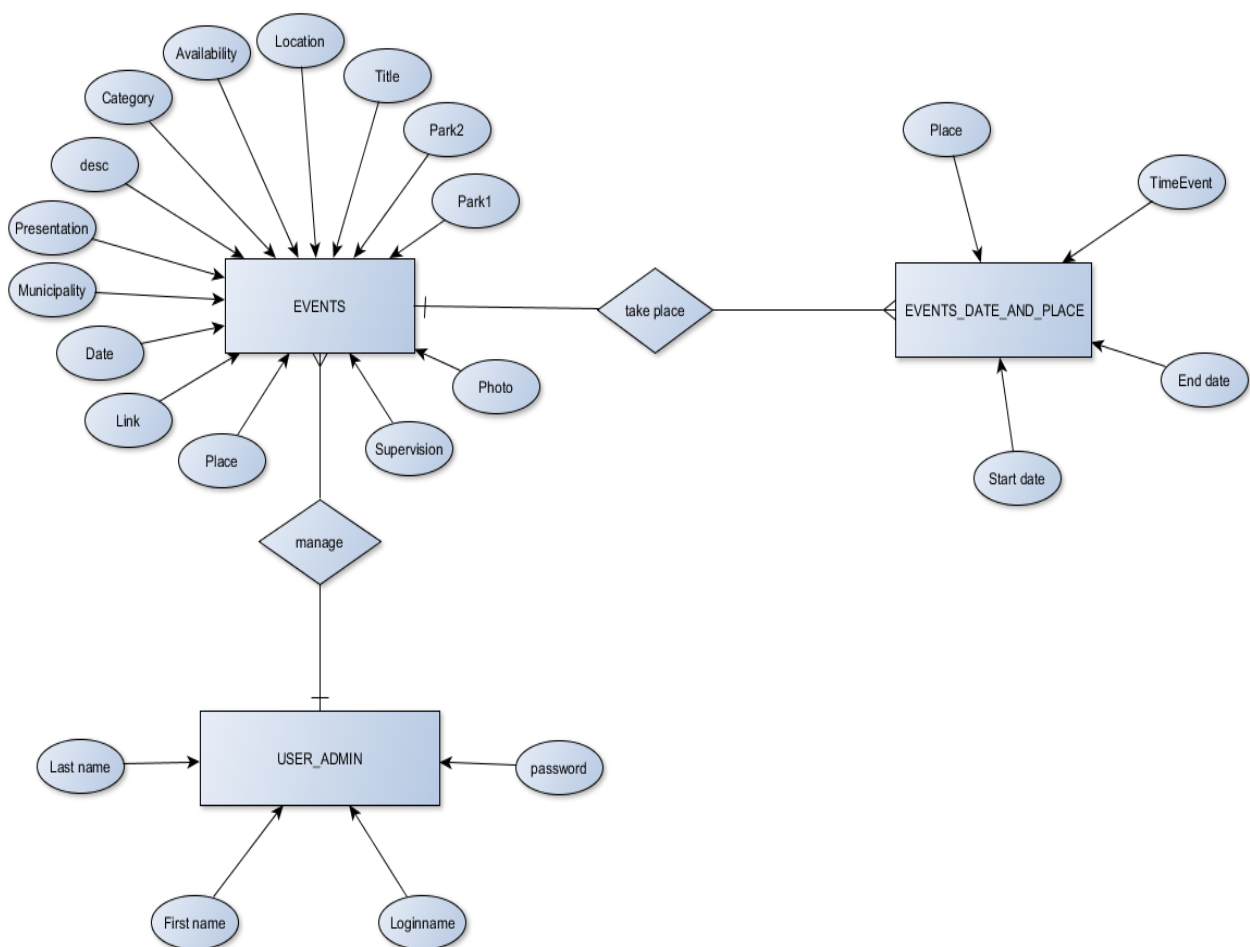 Location
Availability
Title
Category
Park2
Place
desc
TimeEvent
Park1
Presentation
Municipality
EVENTS
take place
EVENTS_DATE_AND_PLACE
Date
End date
Photo
Link
Supervision
Place
Start date
manage
USER_ADMIN
Last name
password
First name
Loginname